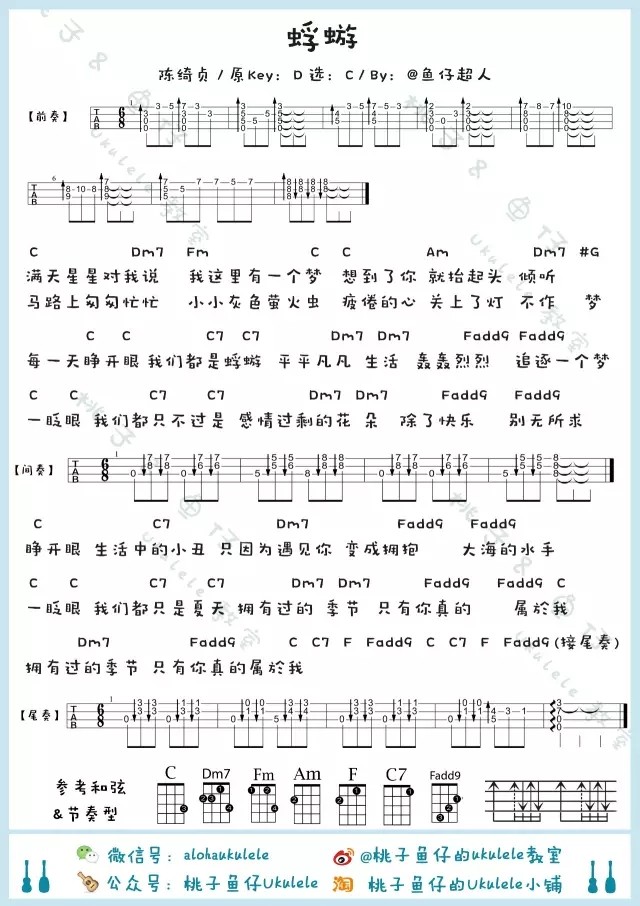 蜉蝣
陈绮贞 / 原Key: D 选: C / By: @鱼仔超人
【前奏】
C Dm7 Fm C C Am Dm7 #G
满天星星对我说 我这里有一个梦 想到了你 就抬起头 倾听
马路上匆匆忙忙 小小灰色萤火虫 疲倦的心 关上了灯 不作 梦
C C C7 C7 Dm7 Dm7 Fadd9 Fadd9
每一天睁开眼 我们都是蜉蝣 平平凡凡 生活 轰轰烈烈 追逐一个梦
C C C7 C7 Dm7 Dm7 Fadd9 Fadd9
一眨眼 我们都只不过是 感情过剩的花 朵 除了快乐 别无所求
【间奏】
C C7 Dm7 Fadd9 Fadd9
睁开眼 生活中的小丑 只因为遇见你 变成拥抱 大海的水手
C C C7 C7 Dm7 Dm7 Fadd9 Fadd9 C
一眨眼 我们都只是夏天 拥有过的 季节 只有你真的 属於我
Dm7 Fadd9 C C7 F Fadd9 C C7 F Fadd9 (接尾奏)
拥有过的季节 只有你真的属於我
【尾奏】
参考和弦
&节奏型
C Dm7 Fm Am F C7 Fadd9
微信号: alohaukulele
@桃子鱼仔的ukulele教室
公众号: 桃子鱼仔Ukulele
淘 桃子鱼仔的Ukulele小铺